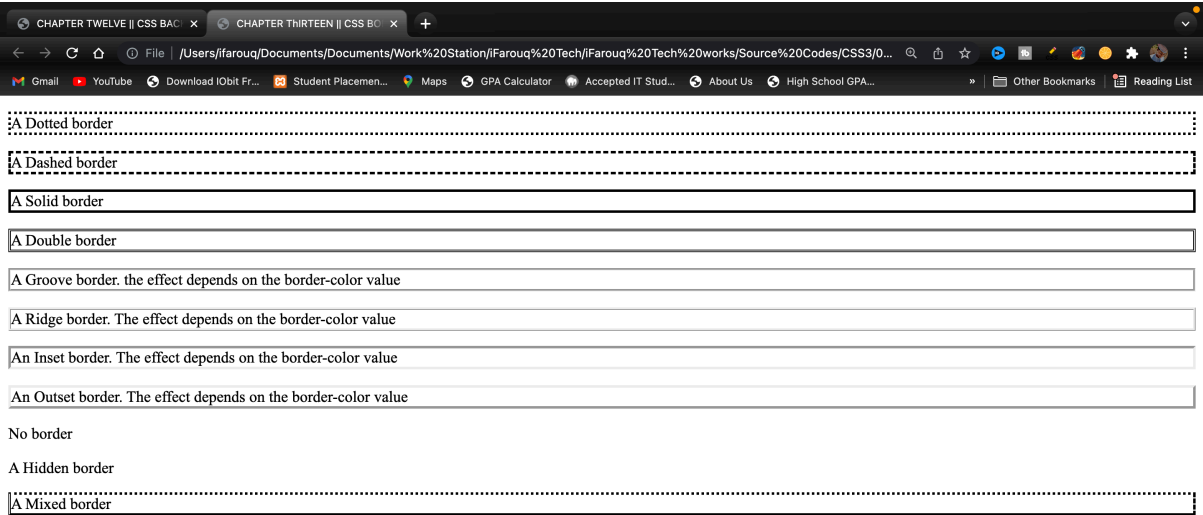 CHAPTER TWELVE || CSS BAC
CHAPTER ThIRTEEN || CSS BO
File | /Users/ifarouq/Documents/Documents/Work%20Station/iFarouq%20Tech/iFarouq%20Tech%20works/Source%20Codes/CSS3/0...
Gmail YouTube Download IObit Fr... Student Placemen... Maps GPA Calculator Accepted IT Stud... About Us High School GPA... » Other Bookmarks Reading List
A Dotted border
A Dashed border
A Solid border
A Double border
A Groove border. the effect depends on the border-color value
A Ridge border. The effect depends on the border-color value
An Inset border. The effect depends on the border-color value
An Outset border. The effect depends on the border-color value
No border
A Hidden border
A Mixed border